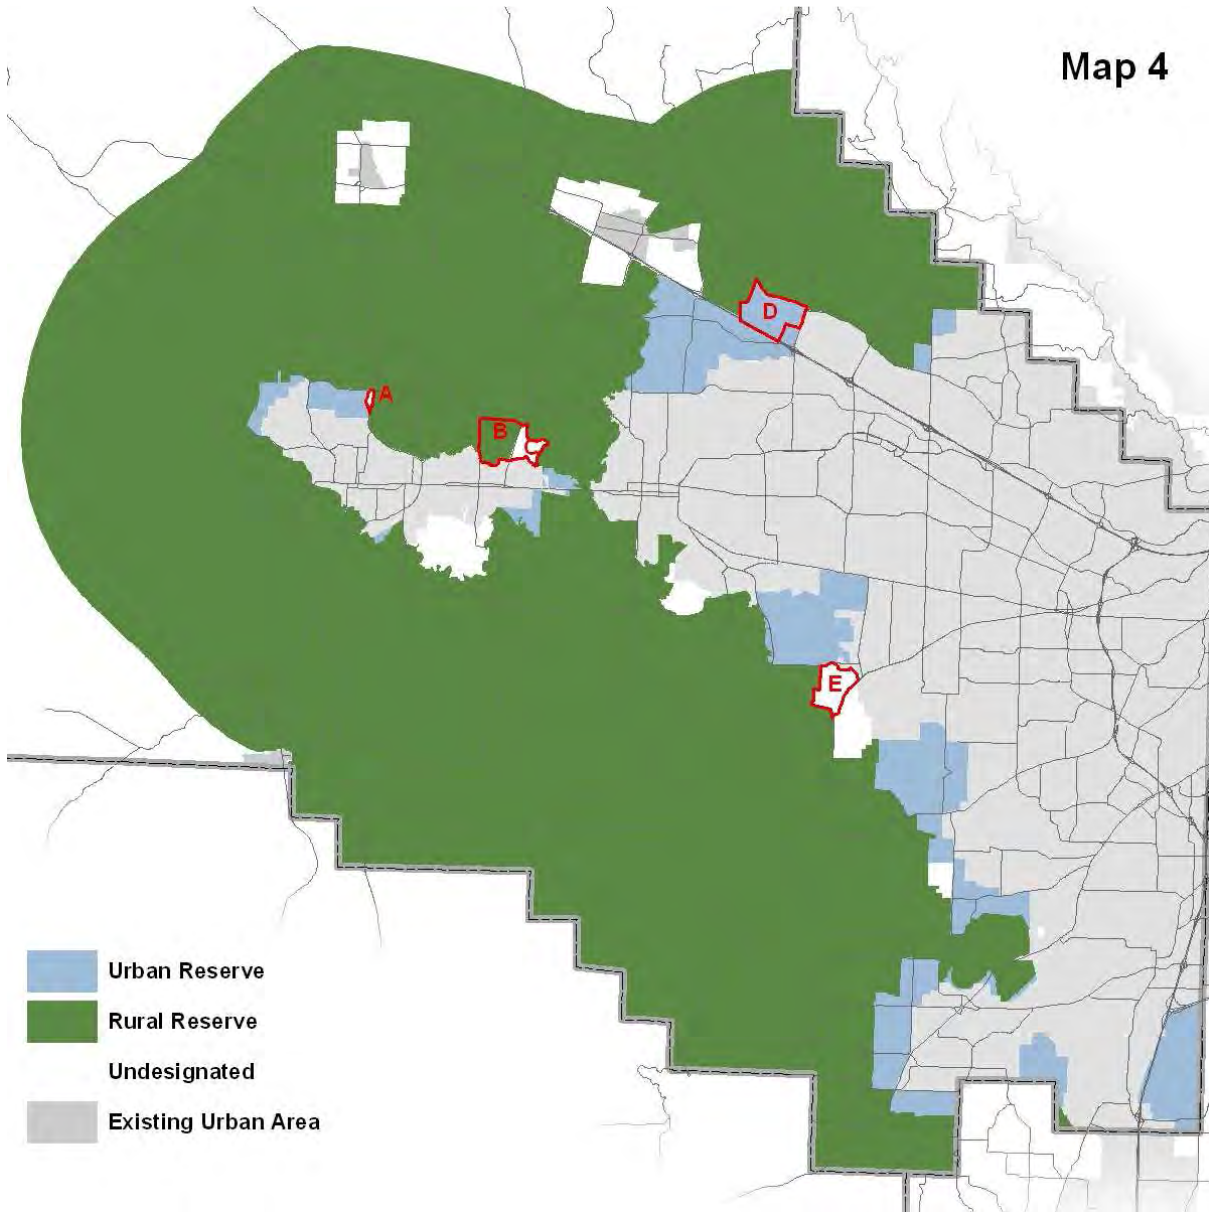 Map 4
D
A
B
C
E
Urban Reserve
Rural Reserve
Undesignated
Existing Urban Area